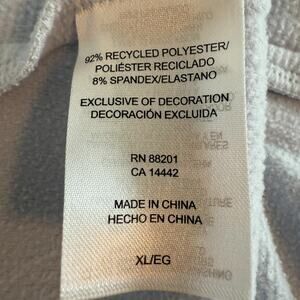 92% RECYCLED POLYESTER/
POLIÉSTER RECICLADO
8% SPANDEX/ELASTANO
EXCLUSIVE OF DECORATION
DECORACIÓN EXCLUIDA
RN 88201
CA 14442
MADE IN CHINA
HECHO EN CHINA
XL/EG